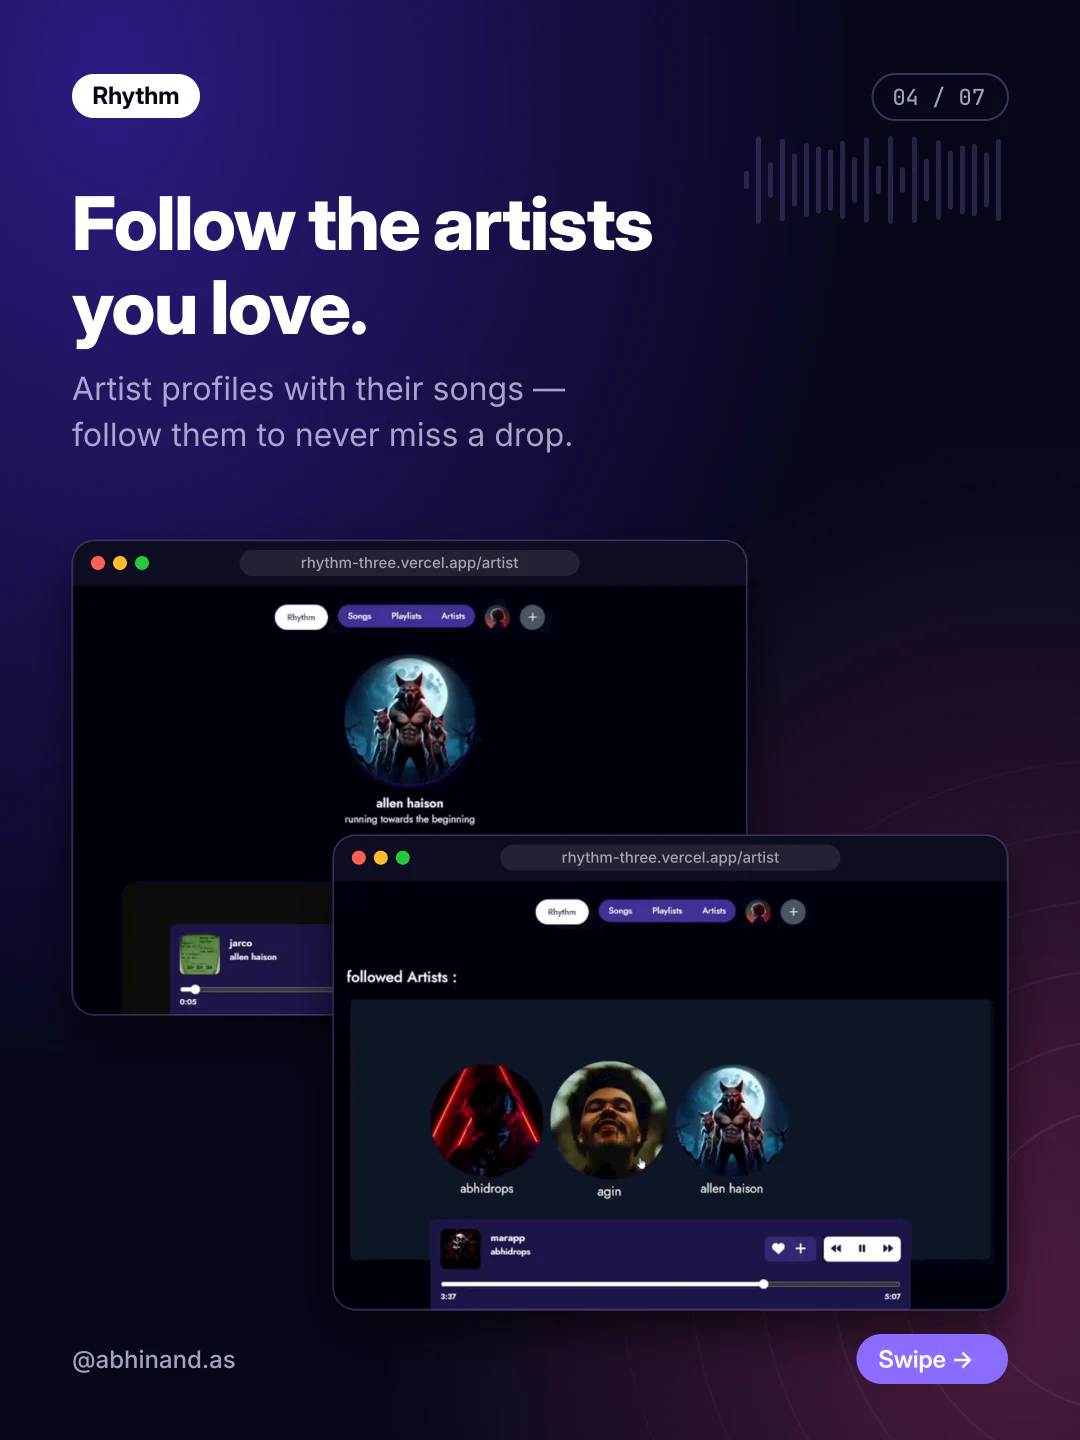 Rhythm
04 / 07
Follow the artists
you love.
Artist profiles with their songs —
follow them to never miss a drop.
rhythm-three.vercel.app/artist
Rhythm Songs Playlists Artists +
allen haison
running towards the beginning
jarco
allen haison
0:05
rhythm-three.vercel.app/artist
Rhythm Songs Playlists Artists +
followed Artists :
abhidrops agin allen haison
marapp
abhidrops
3:37 5:07
@abhinand.as
Swipe →